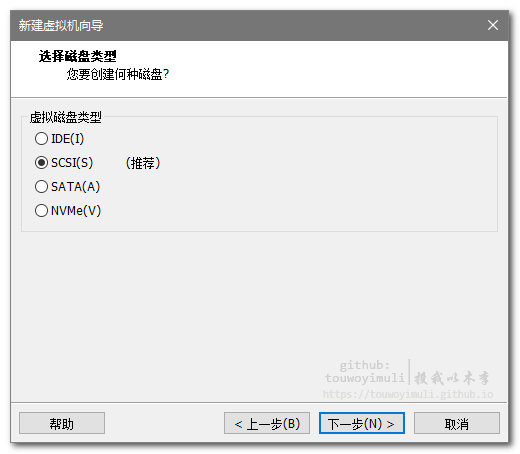 新建虚拟机向导
选择磁盘类型
您要创建何种磁盘?
虚拟磁盘类型
IDE(I)
SCSI(S) (推荐)
SATA(A)
NVMe(V)
github:
touwoyimuli 投我以木李
https://touwoyimuli.github.io
帮助 < 上一步(B) 下一步(N) > 取消